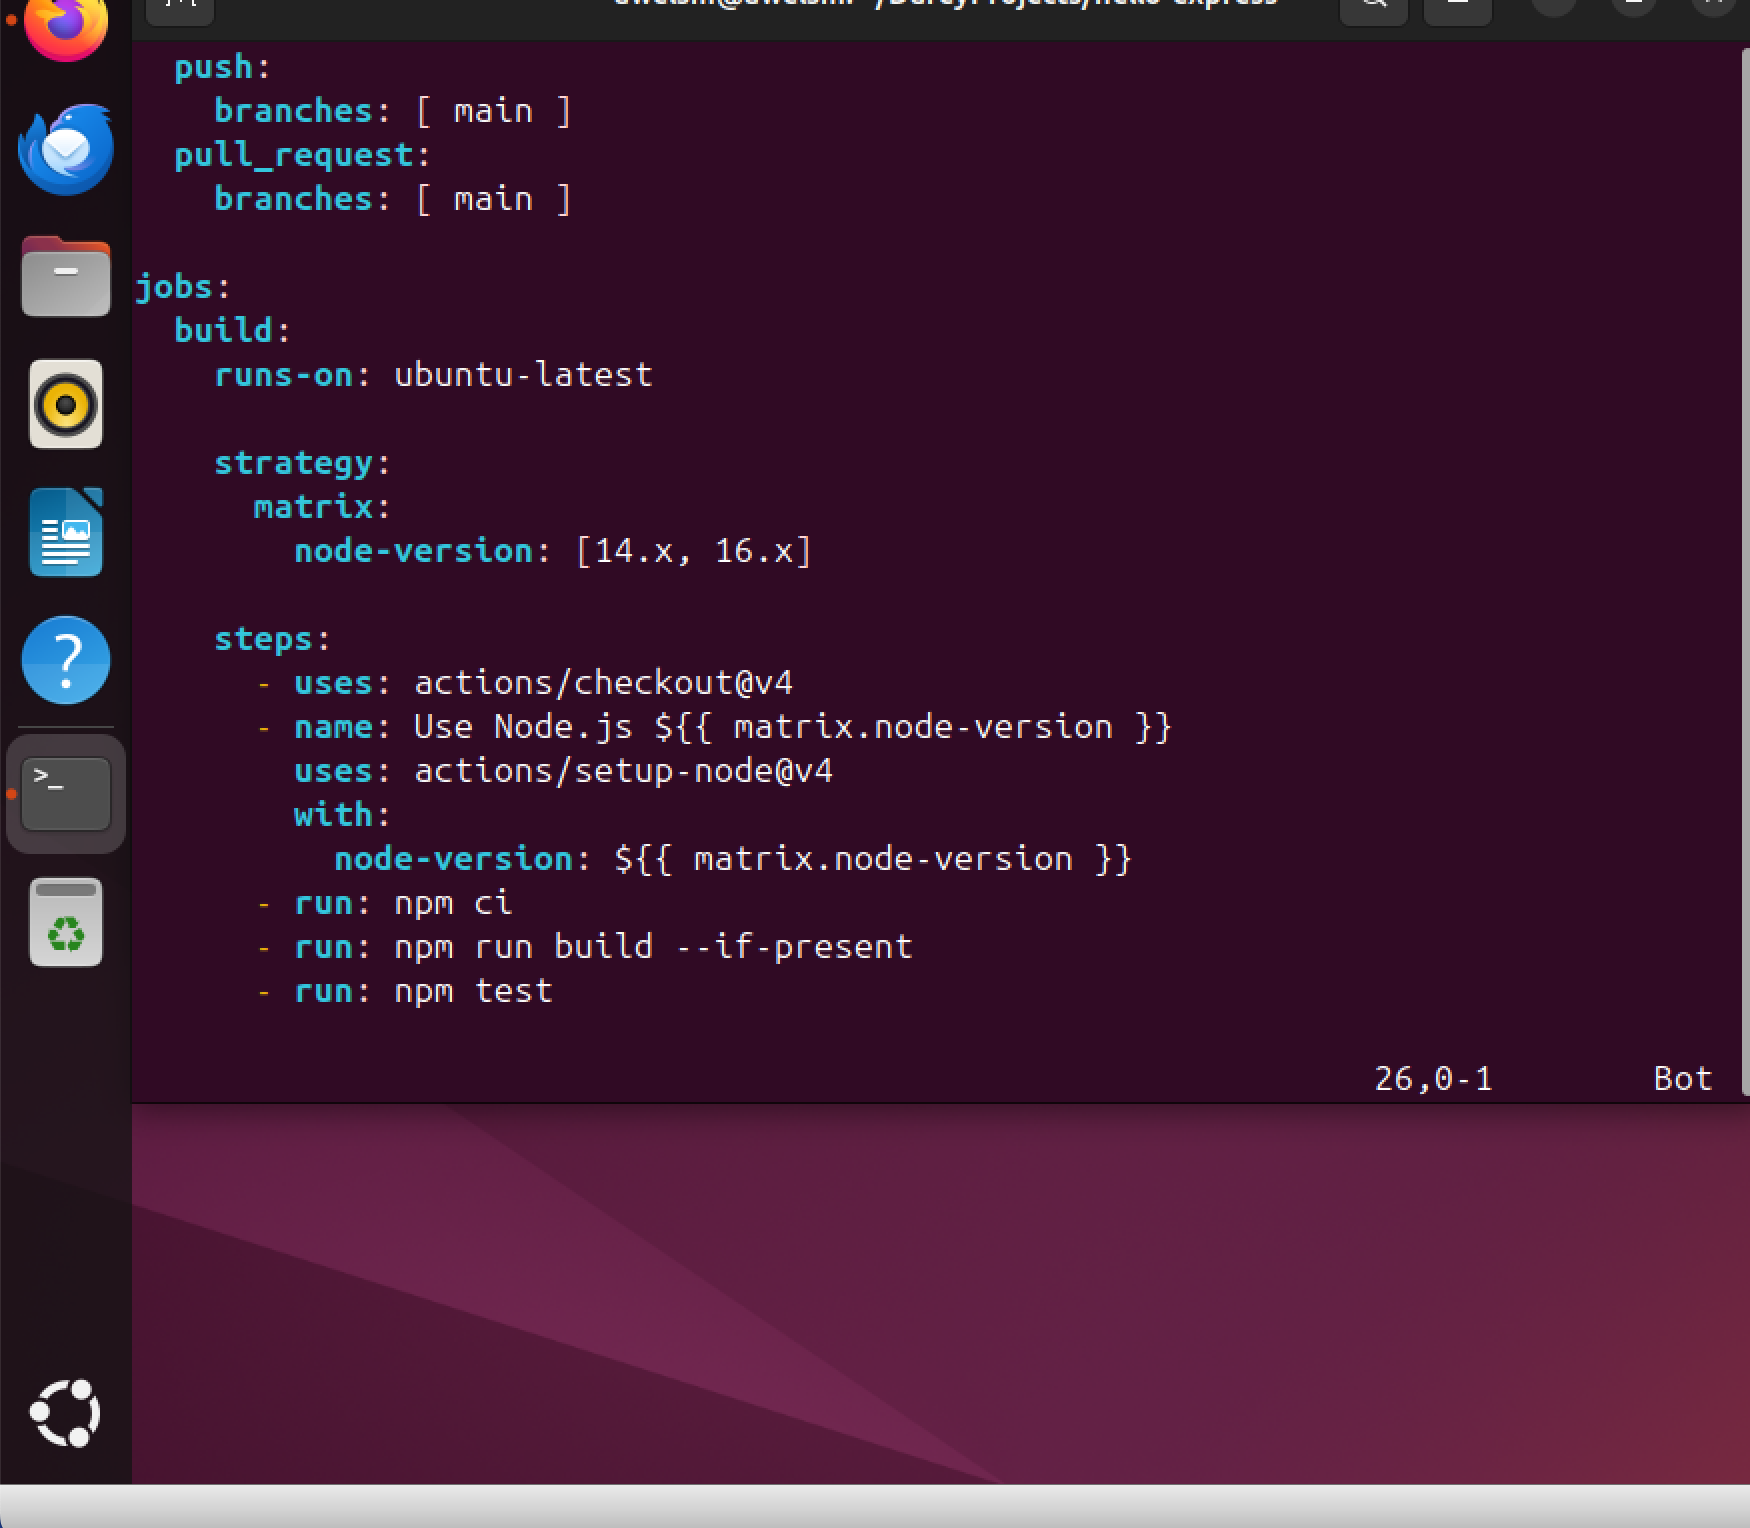 push:
branches: [ main ]
pull_request:
branches: [ main ]
jobs:
build:
runs-on: ubuntu-latest
strategy:
matrix:
node-version: [14.x, 16.x]
steps:
- uses: actions/checkout@v4
- name: Use Node.js ${{ matrix.node-version }}
uses: actions/setup-node@v4
with:
node-version: ${{ matrix.node-version }}
- run: npm ci
- run: npm run build --if-present
- run: npm test
26,0-1 Bot